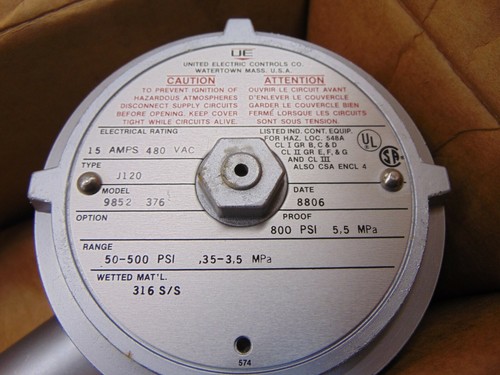 UE
UNITED ELECTRIC CONTROLS CO.
WATERTOWN MASS. U.S.A.
CAUTION
TO PREVENT IGNITION OF
HAZARDOUS ATMOSPHERES
DISCONNECT SUPPLY CIRCUITS
BEFORE OPENING. KEEP COVER
TIGHT WHILE CIRCUITS ALIVE.
ATTENTION
OUVRIR LE CIRCUIT AVANT
D'ENLEVER LE COUVERCLE
GARDER LE COUVERCLE BIEN
FERMÉ LORSQUE LES CIRCUITS
SONT SOUS TENSION.
ELECTRICAL RATING
15 AMPS 480 VAC
LISTED IND. CONT. EQUIP.
FOR HAZ. LOC. 548A
CL I GR B, C & D
CL II GR E, F, & G
AND CL III
ALSO CSA ENCL 4
UL
SA
TYPE
J120
MODEL
9852 376
DATE
8806
OPTION
PROOF
800 PSI 5,5 MPa
RANGE
50-500 PSI ,35-3,5 MPa
WETTED MAT'L.
316 S/S
574